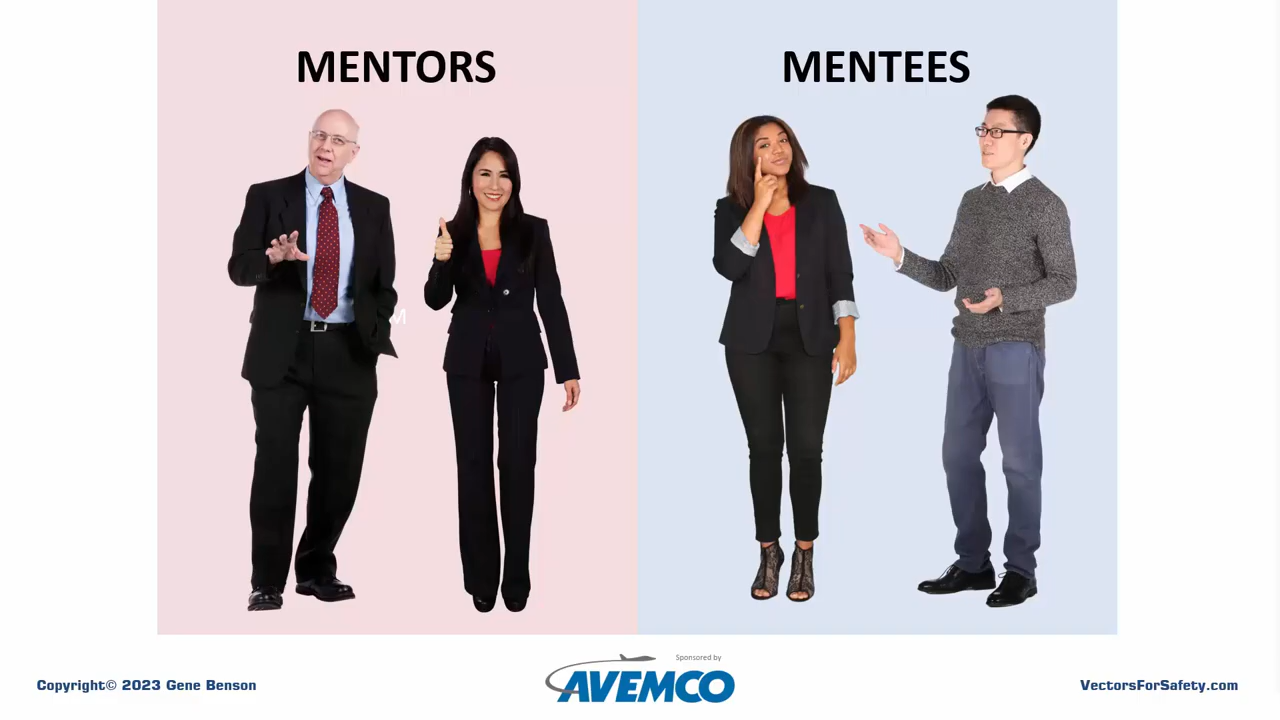 MENTORS
MENTEES
M
Sponsored by
AVEMCO
Copyright© 2023 Gene Benson
VectorsForSafety.com